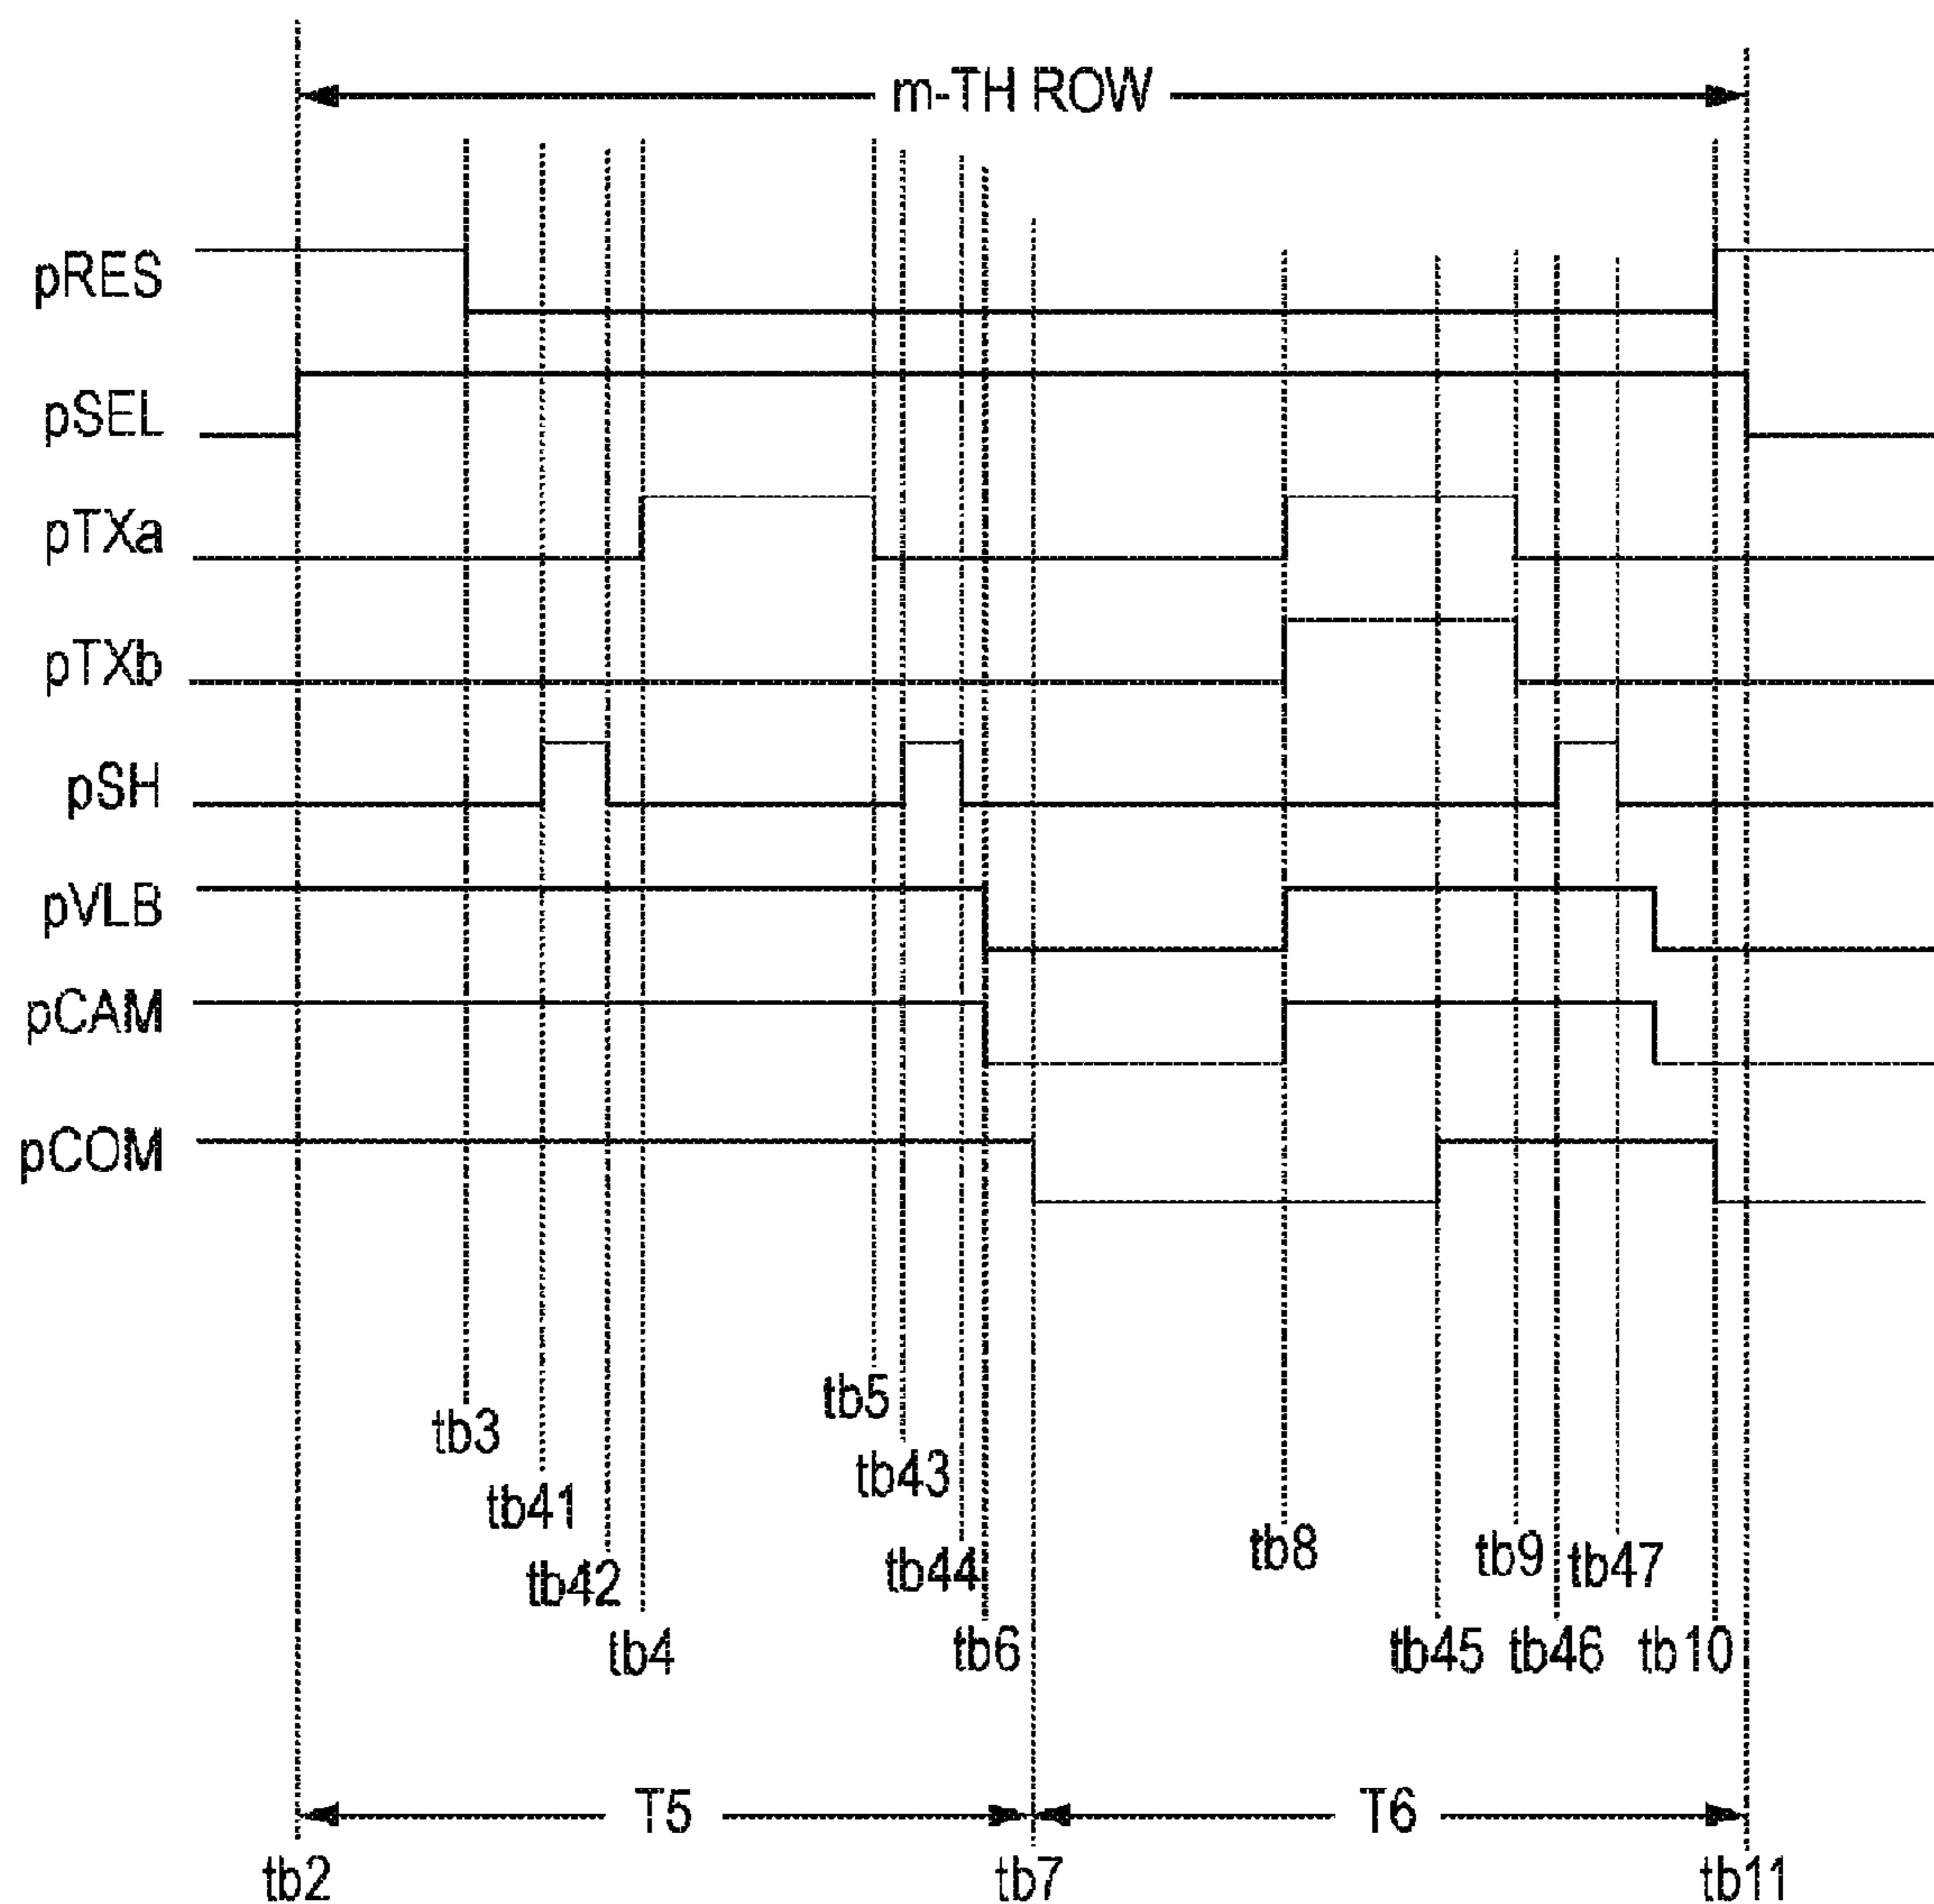 m-TH ROW
pRES
pSEL
pTXa
pTXb
pSH
pVLB
pCAM
pCOM
tb3
tb41
tb42
tb4
tb5
tb43
tb44
tb6
tb8
tb9
tb47
tb45
tb46
tb10
T5
T6
tb2
tb7
tb11